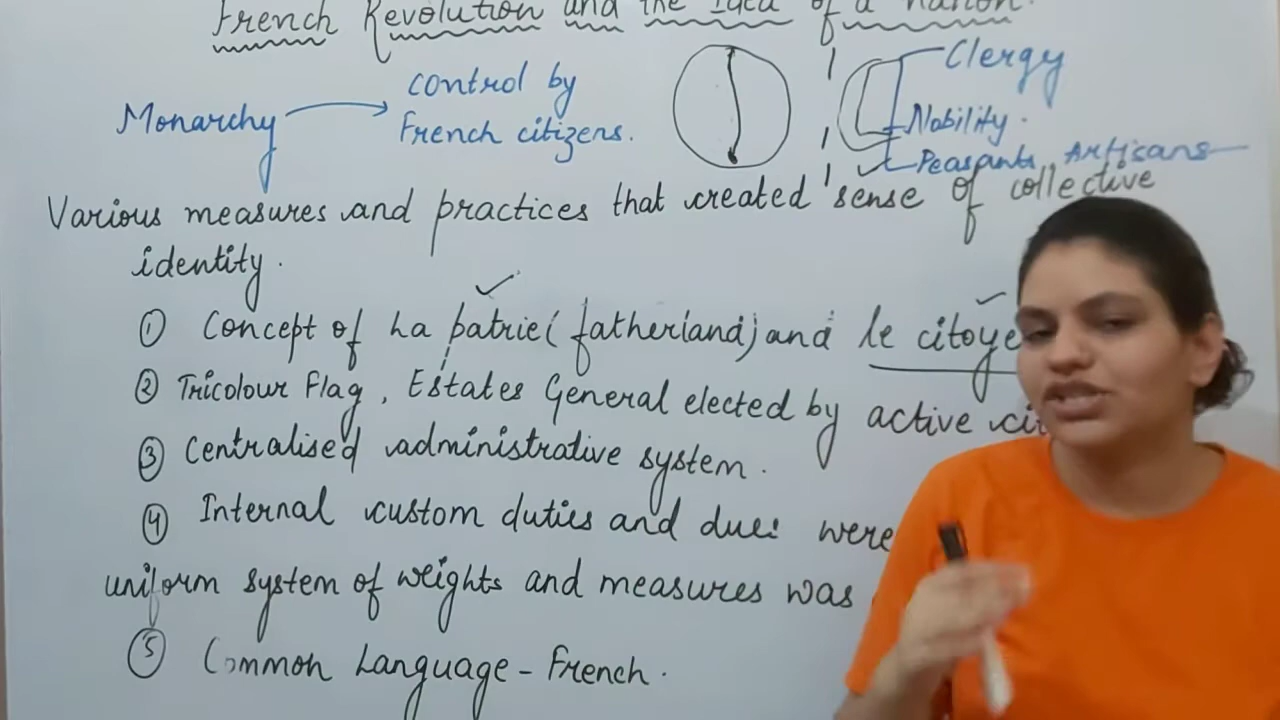 French Revolution and the Idea of a Nation.
Clergy
control by
Monarchy
French citizens.
Nobility.
Peasants, Artisans
Various measures and practices that created sense of collective
identity.
① Concept of La patrie (fatherland) and le citoye
② Tricolour Flag, Estates General elected by active ci
③ Centralised administrative system.
④ Internal custom duties and dues were
uniform system of weights and measures was
⑤ Common Language - French.